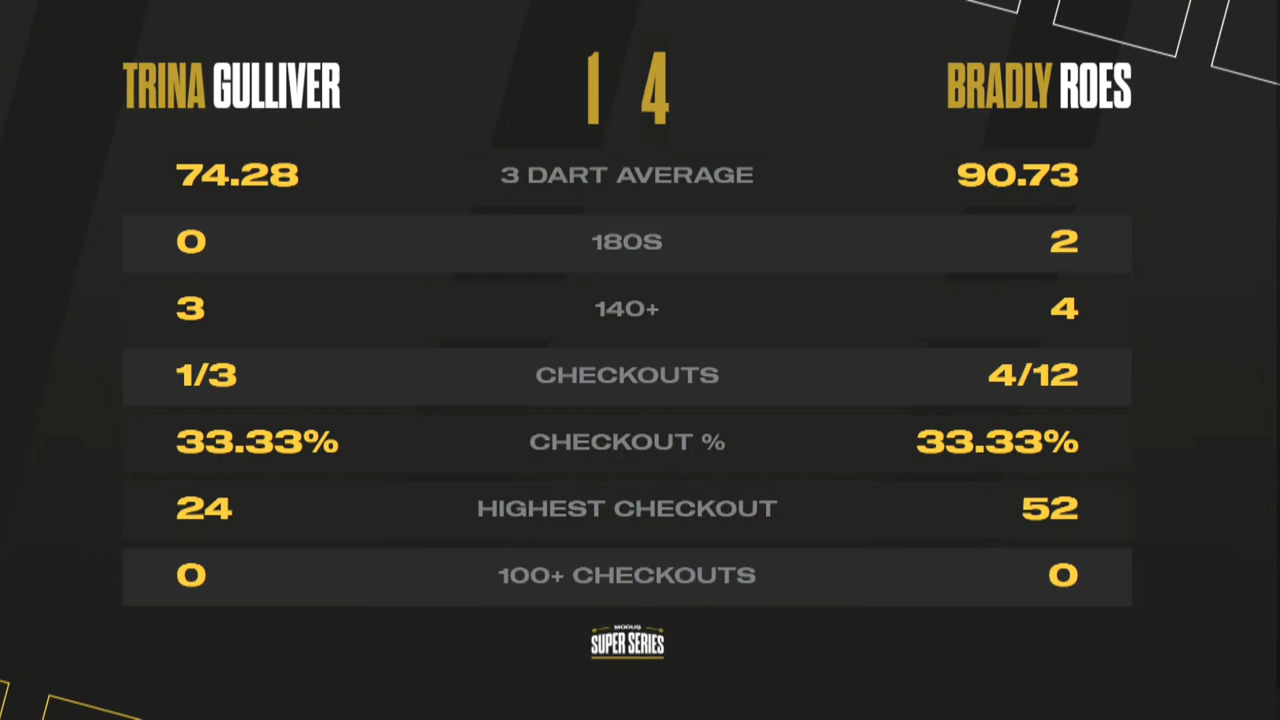 TRINA GULLIVER 1 4 BRADLY ROES
74.28 3 DART AVERAGE 90.73
0 180S 2
3 140+ 4
1/3 CHECKOUTS 4/12
33.33% CHECKOUT % 33.33%
24 HIGHEST CHECKOUT 52
0 100+ CHECKOUTS 0
MODUS
SUPER SERIES